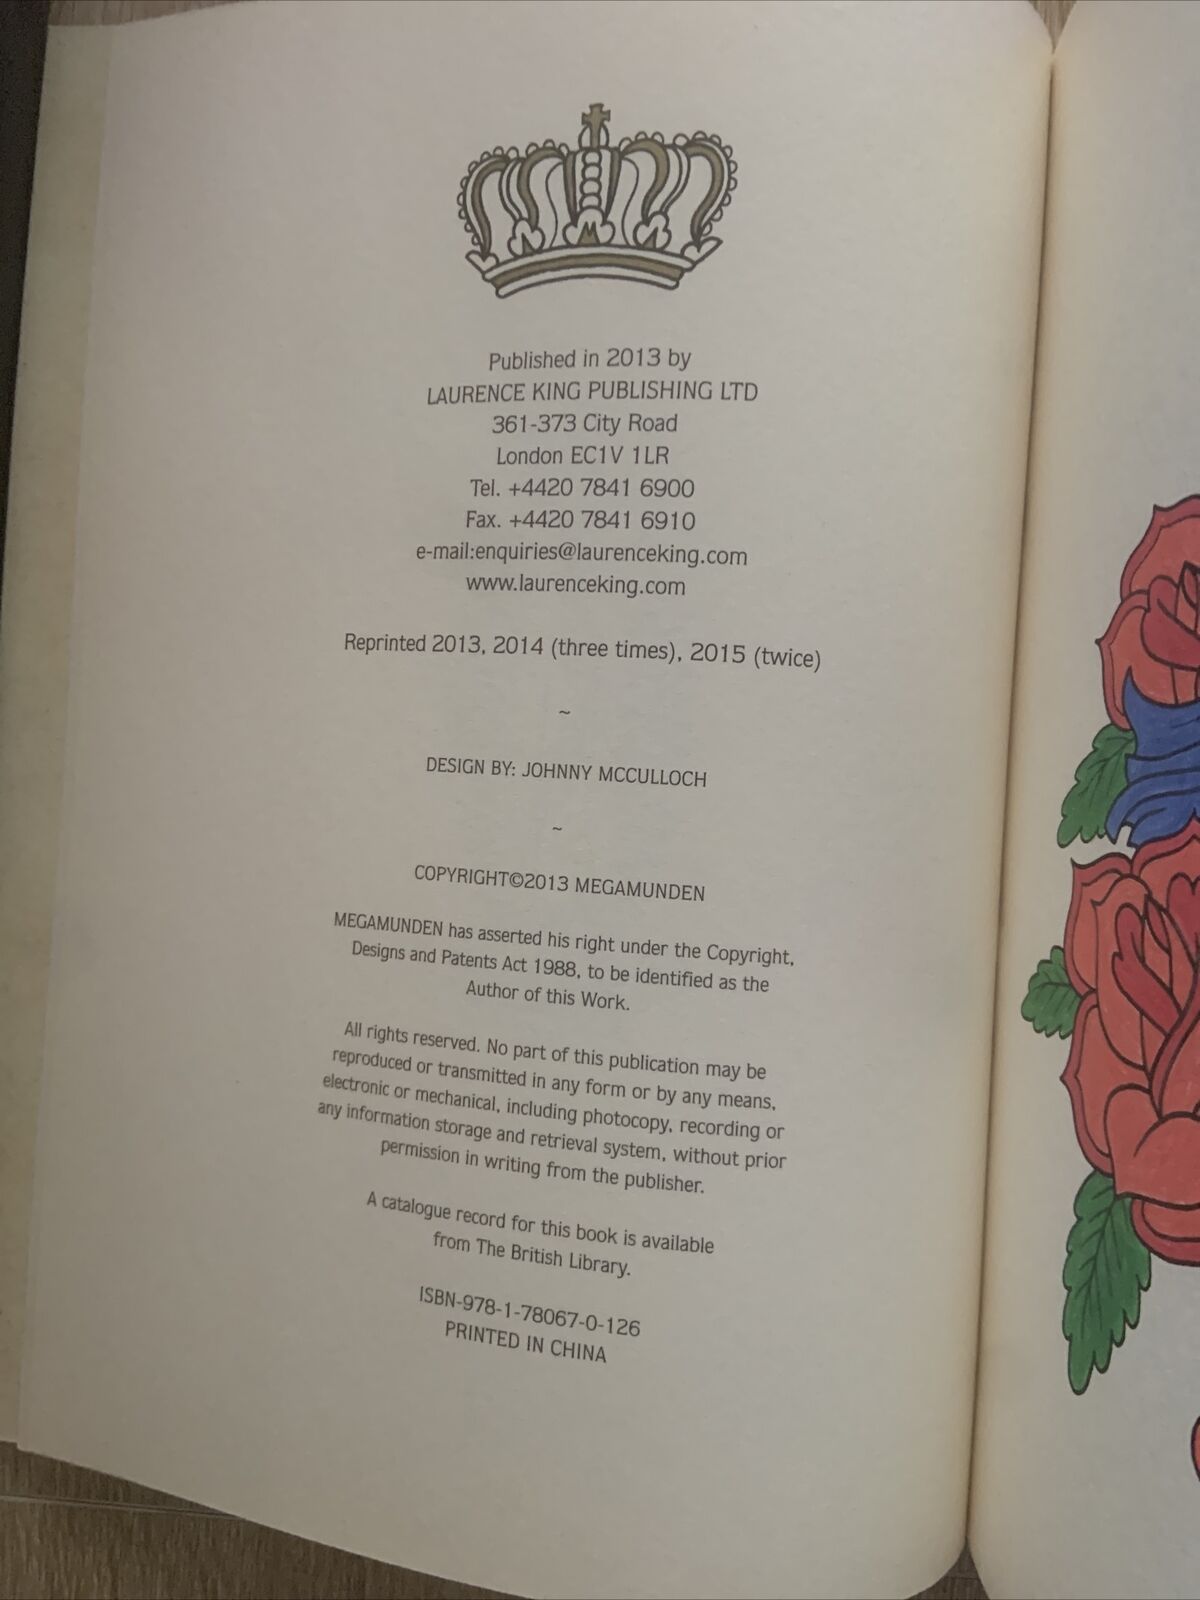 Published in 2013 by
LAURENCE KING PUBLISHING LTD
361-373 City Road
London EC1V 1LR
Tel. +4420 7841 6900
Fax. +4420 7841 6910
e-mail:enquiries@laurenceking.com
www.laurenceking.com
Reprinted 2013, 2014 (three times), 2015 (twice)
~
DESIGN BY: JOHNNY MCCULLOCH
~
COPYRIGHT©2013 MEGAMUNDEN
MEGAMUNDEN has asserted his right under the Copyright,
Designs and Patents Act 1988, to be identified as the
Author of this Work.
All rights reserved. No part of this publication may be
reproduced or transmitted in any form or by any means,
electronic or mechanical, including photocopy, recording or
any information storage and retrieval system, without prior
permission in writing from the publisher.
A catalogue record for this book is available
from The British Library.
ISBN-978-1-78067-0-126
PRINTED IN CHINA